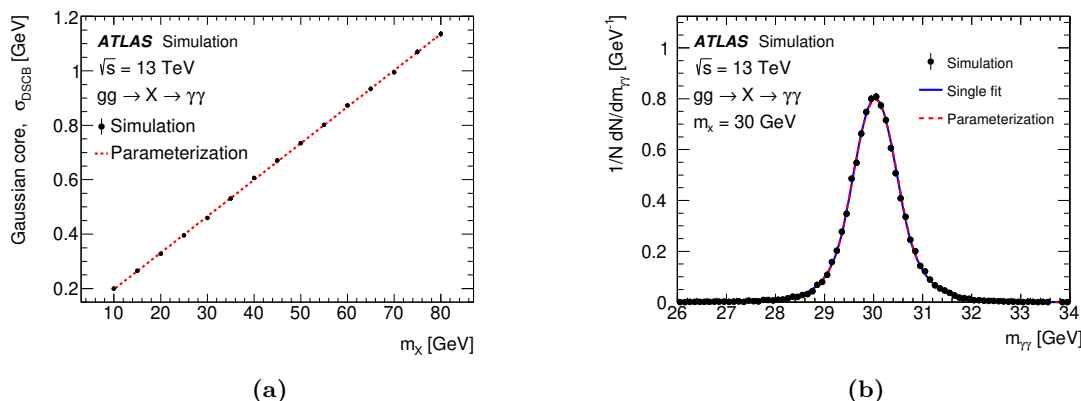 Gaussian core, σ_DSCB [GeV]
1.2
1
0.8
0.6
0.4
0.2
ATLAS Simulation
√s = 13 TeV
gg → X → γγ
Simulation
Parameterization
10 20 30 40 50 60 70 80
m_X [GeV]
(a)
1/N dN/dm_γγ [GeV⁻¹]
1
0.8
0.6
0.4
0.2
0
ATLAS Simulation
√s = 13 TeV
gg → X → γγ
m_x = 30 GeV
Simulation
Single fit
Parameterization
26 27 28 29 30 31 32 33 34
m_γγ [GeV]
(b)